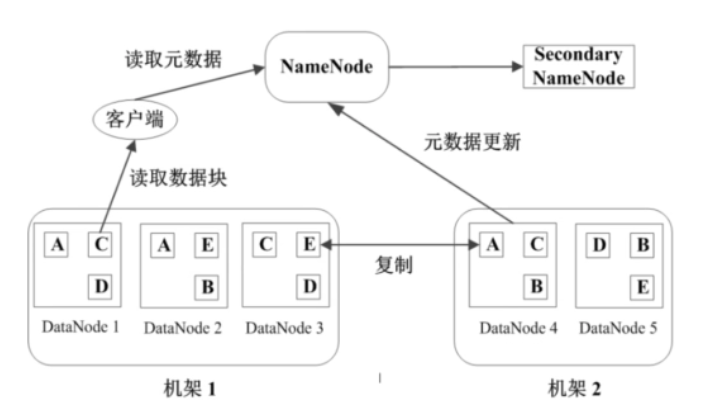 读取元数据
NameNode
Secondary
NameNode
客户端
元数据更新
读取数据块
A C
D
A E
B
C E
D
复制
A C
B
D B
E
DataNode 1
DataNode 2
DataNode 3
DataNode 4
DataNode 5
机架 1
机架 2